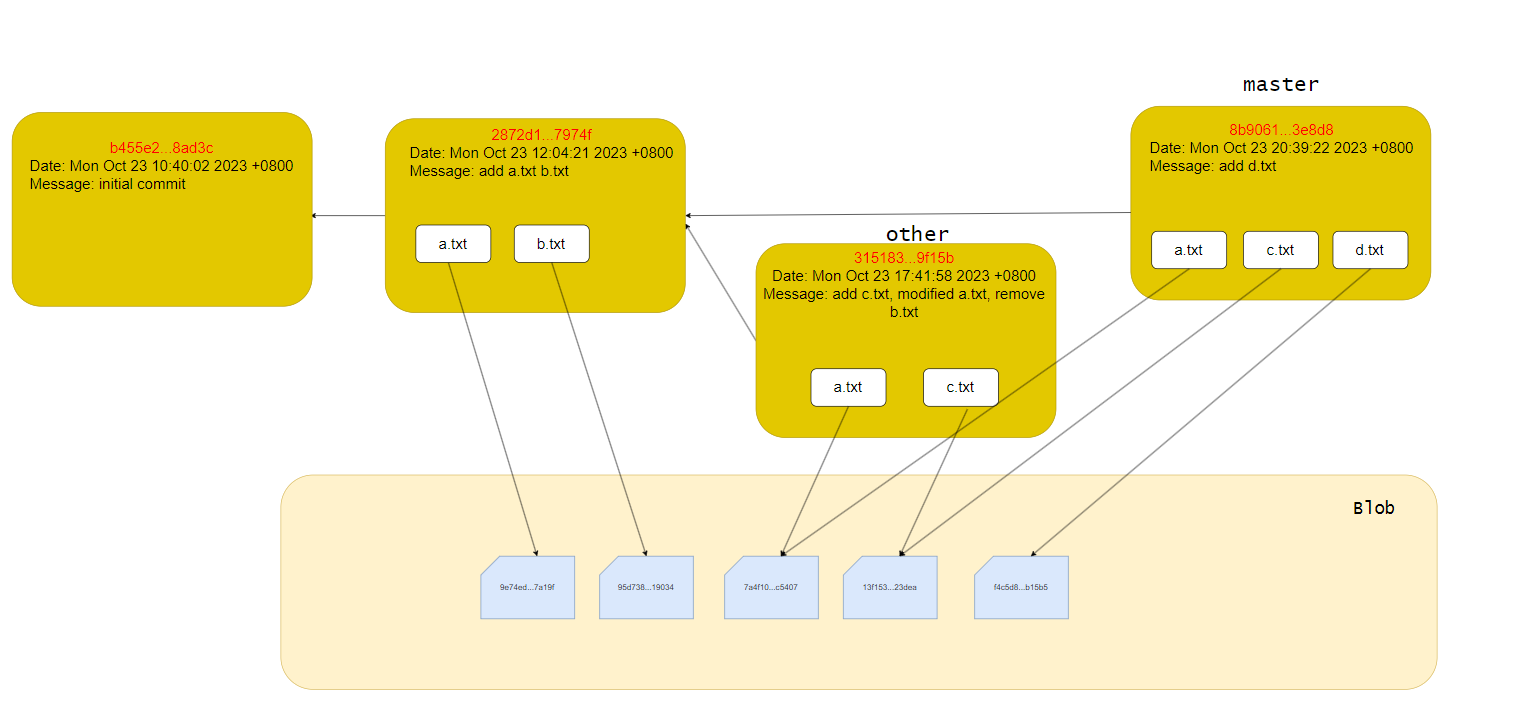 master
b455e2...8ad3c
Date: Mon Oct 23 10:40:02 2023 +0800
Message: initial commit
2872d1...7974f
Date: Mon Oct 23 12:04:21 2023 +0800
Message: add a.txt b.txt
a.txt
b.txt
other
315183...9f15b
Date: Mon Oct 23 17:41:58 2023 +0800
Message: add c.txt, modified a.txt, remove
b.txt
a.txt
c.txt
8b9061...3e8d8
Date: Mon Oct 23 20:39:22 2023 +0800
Message: add d.txt
a.txt
c.txt
d.txt
Blob
9e74ed...7a19f
95d738...19034
7a4f10...c5407
13f153...23dea
f4c5d8...b15b5